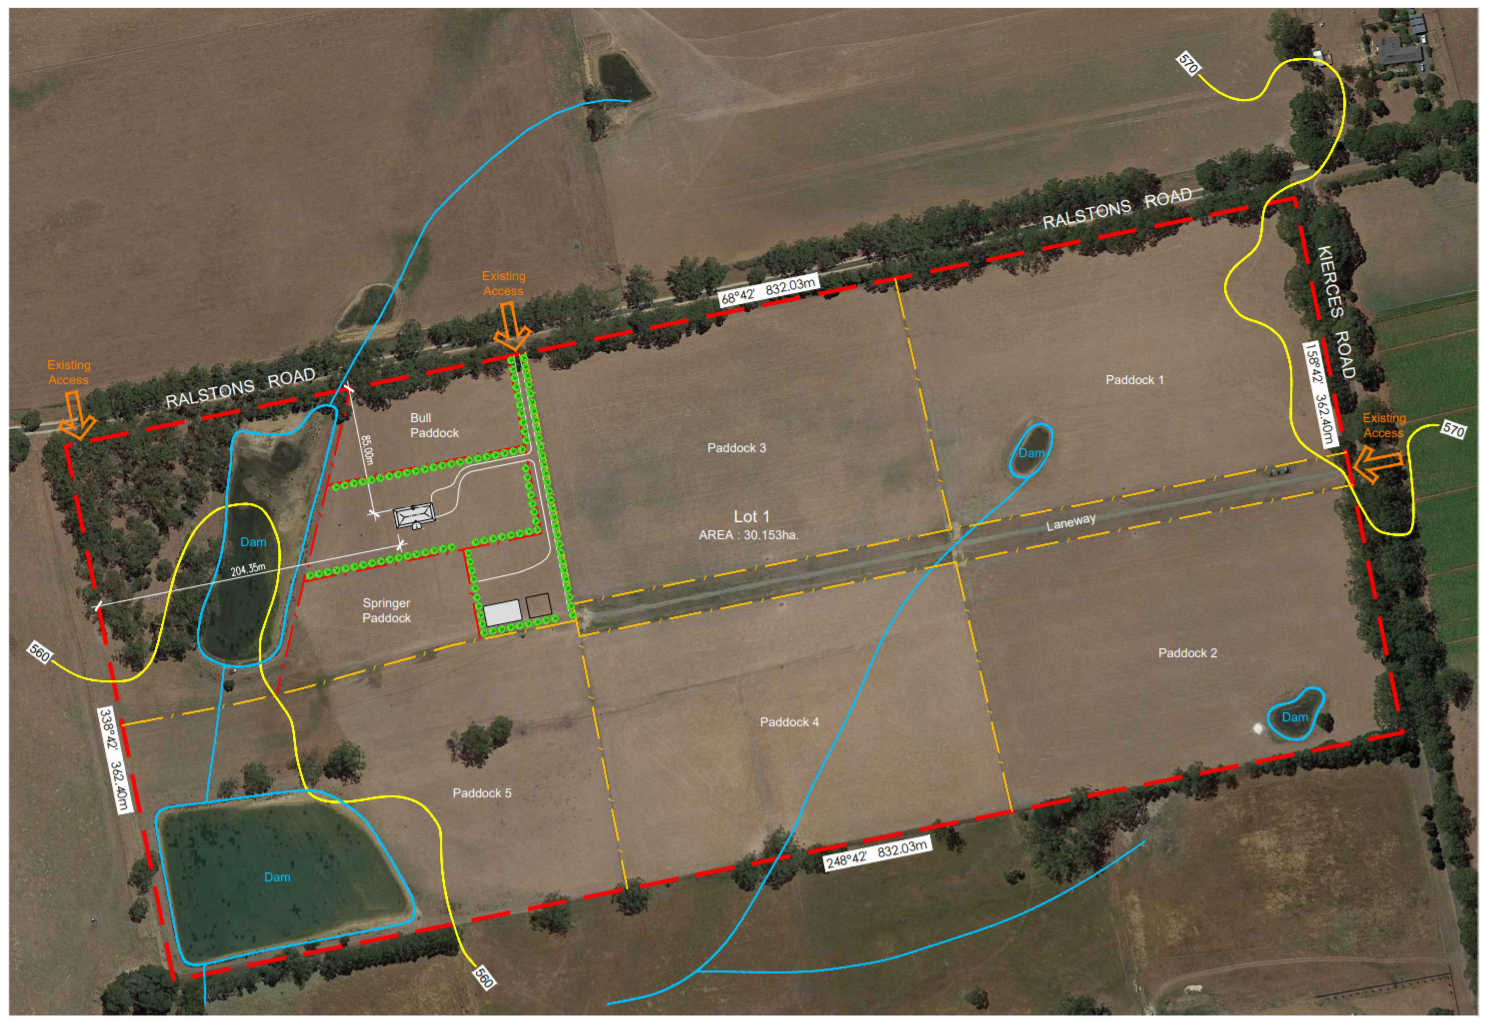 570
RALSTONS ROAD
KIERCES ROAD
Existing
Access
68°42' 832.03m
Existing
Access
RALSTONS ROAD
158°42' 362.40m
Paddock 1
Bull
Paddock
85.00m
Existing
Access
570
Paddock 3
Dam
Lot 1
AREA : 30.153ha.
Laneway
Dam
204.35m
Springer
Paddock
560
Paddock 2
338°42' 362.40m
Paddock 4
Dam
Paddock 5
248°42' 832.03m
Dam
560